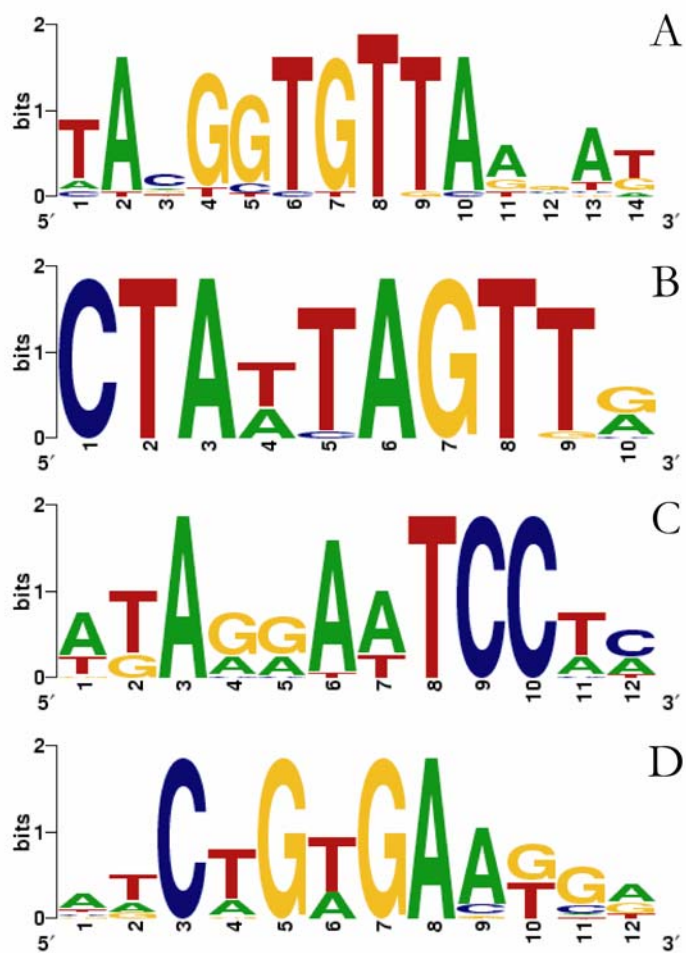 2
A
bits
1
T A C G G T G T T A A G A T
A T C T G T G
C A
0
1 2 3 4 5 6 7 8 9 10 11 12 13 14
5′ 3′
2
B
bits
1
C T A T T A G T T G
A C G A
0
1 2 3 4 5 6 7 8 9 10
5′ 3′
2
C
bits
1
A T A G G A A T C C T C
T G A A T T A A
T
0
1 2 3 4 5 6 7 8 9 10 11 12
5′ 3′
2
D
bits
1
A T C T G T G A A G G A
T A A A C T C G
G T
0
1 2 3 4 5 6 7 8 9 10 11 12
5′ 3′